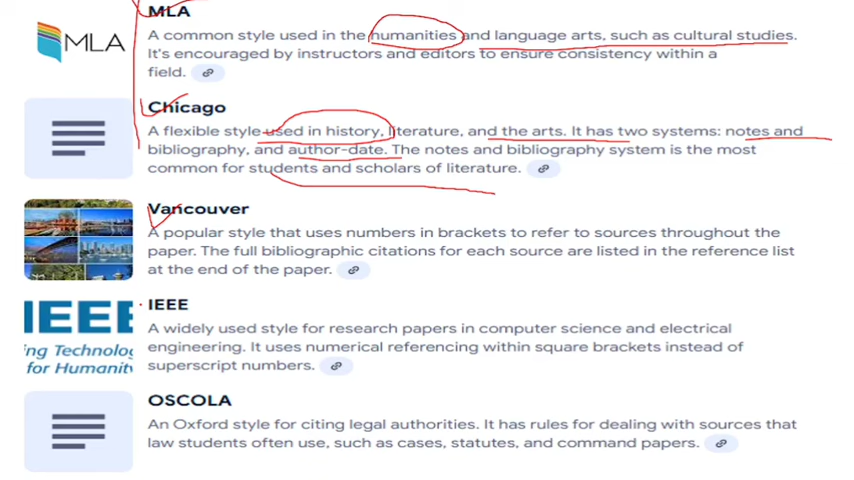 MLA
MLA
A common style used in the humanities and language arts, such as cultural studies.
It's encouraged by instructors and editors to ensure consistency within a
field.
Chicago
A flexible style used in history, literature, and the arts. It has two systems: notes and
bibliography, and author-date. The notes and bibliography system is the most
common for students and scholars of literature.
Vancouver
A popular style that uses numbers in brackets to refer to sources throughout the
paper. The full bibliographic citations for each source are listed in the reference list
at the end of the paper.
IEEE
ing Technolo
for Humanity
IEEE
A widely used style for research papers in computer science and electrical
engineering. It uses numerical referencing within square brackets instead of
superscript numbers.
OSCOLA
An Oxford style for citing legal authorities. It has rules for dealing with sources that
law students often use, such as cases, statutes, and command papers.